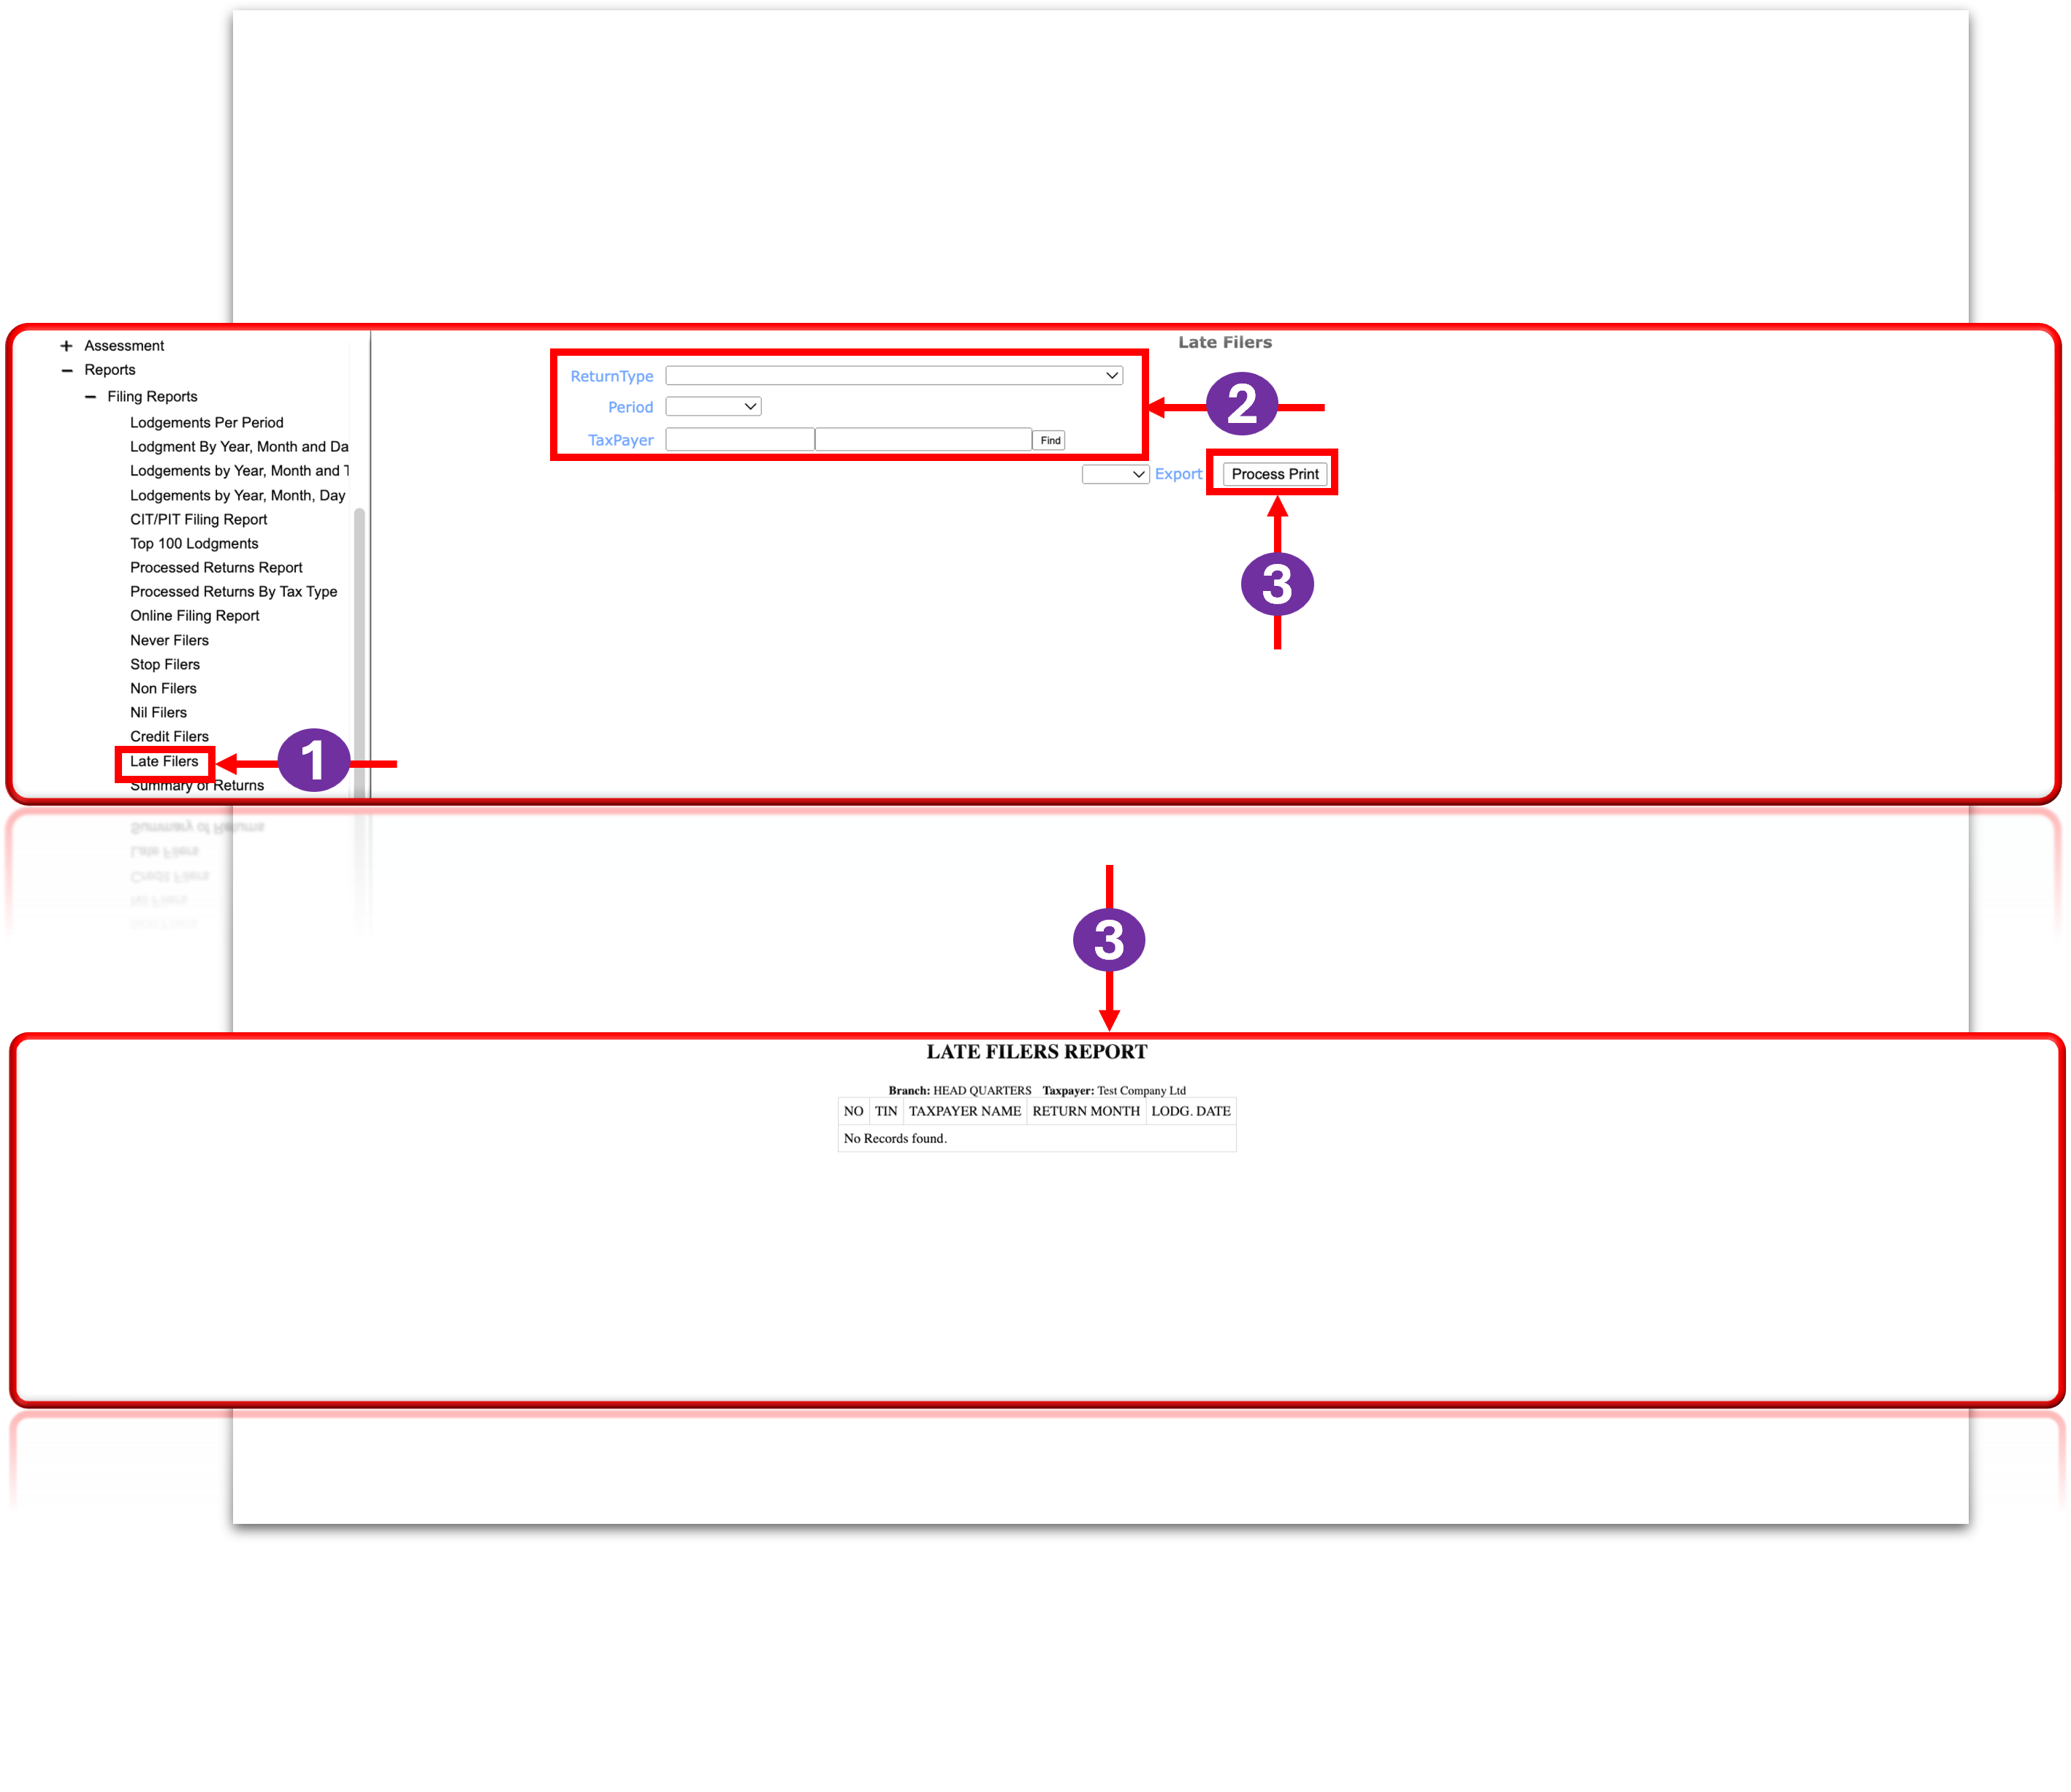 Assessment
Reports
Filing Reports
Lodgements Per Period
Lodgment By Year, Month and Da
Lodgements by Year, Month and T
Lodgements by Year, Month, Day
CIT/PIT Filing Report
Top 100 Lodgments
Processed Returns Report
Processed Returns By Tax Type
Online Filing Report
Never Filers
Stop Filers
Non Filers
Nil Filers
Credit Filers
Late Filers
Summary of Returns
1
Late Filers
ReturnType
Period
TaxPayer Find
2
Export Process Print
3
3
LATE FILERS REPORT
Branch: HEAD QUARTERS Taxpayer: Test Company Ltd
NO TIN TAXPAYER NAME RETURN MONTH LODG. DATE
No Records found.